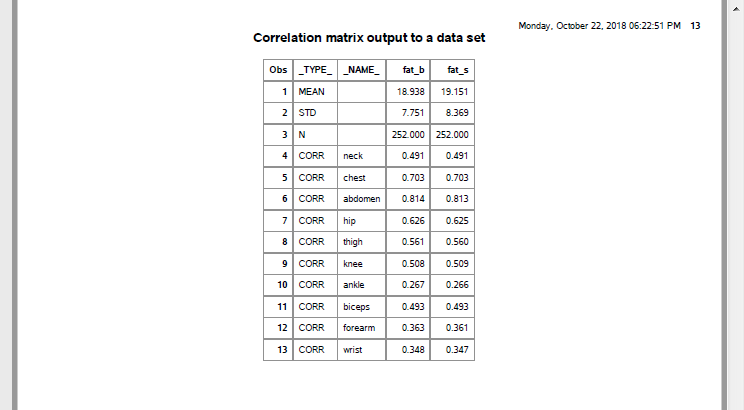 Monday, October 22, 2018 06:22:51 PM 13
Correlation matrix output to a data set
Obs _TYPE_ _NAME_ fat_b fat_s
1 MEAN 18.938 19.151
2 STD 7.751 8.369
3 N 252.000 252.000
4 CORR neck 0.491 0.491
5 CORR chest 0.703 0.703
6 CORR abdomen 0.814 0.813
7 CORR hip 0.626 0.625
8 CORR thigh 0.561 0.560
9 CORR knee 0.508 0.509
10 CORR ankle 0.267 0.266
11 CORR biceps 0.493 0.493
12 CORR forearm 0.363 0.361
13 CORR wrist 0.348 0.347